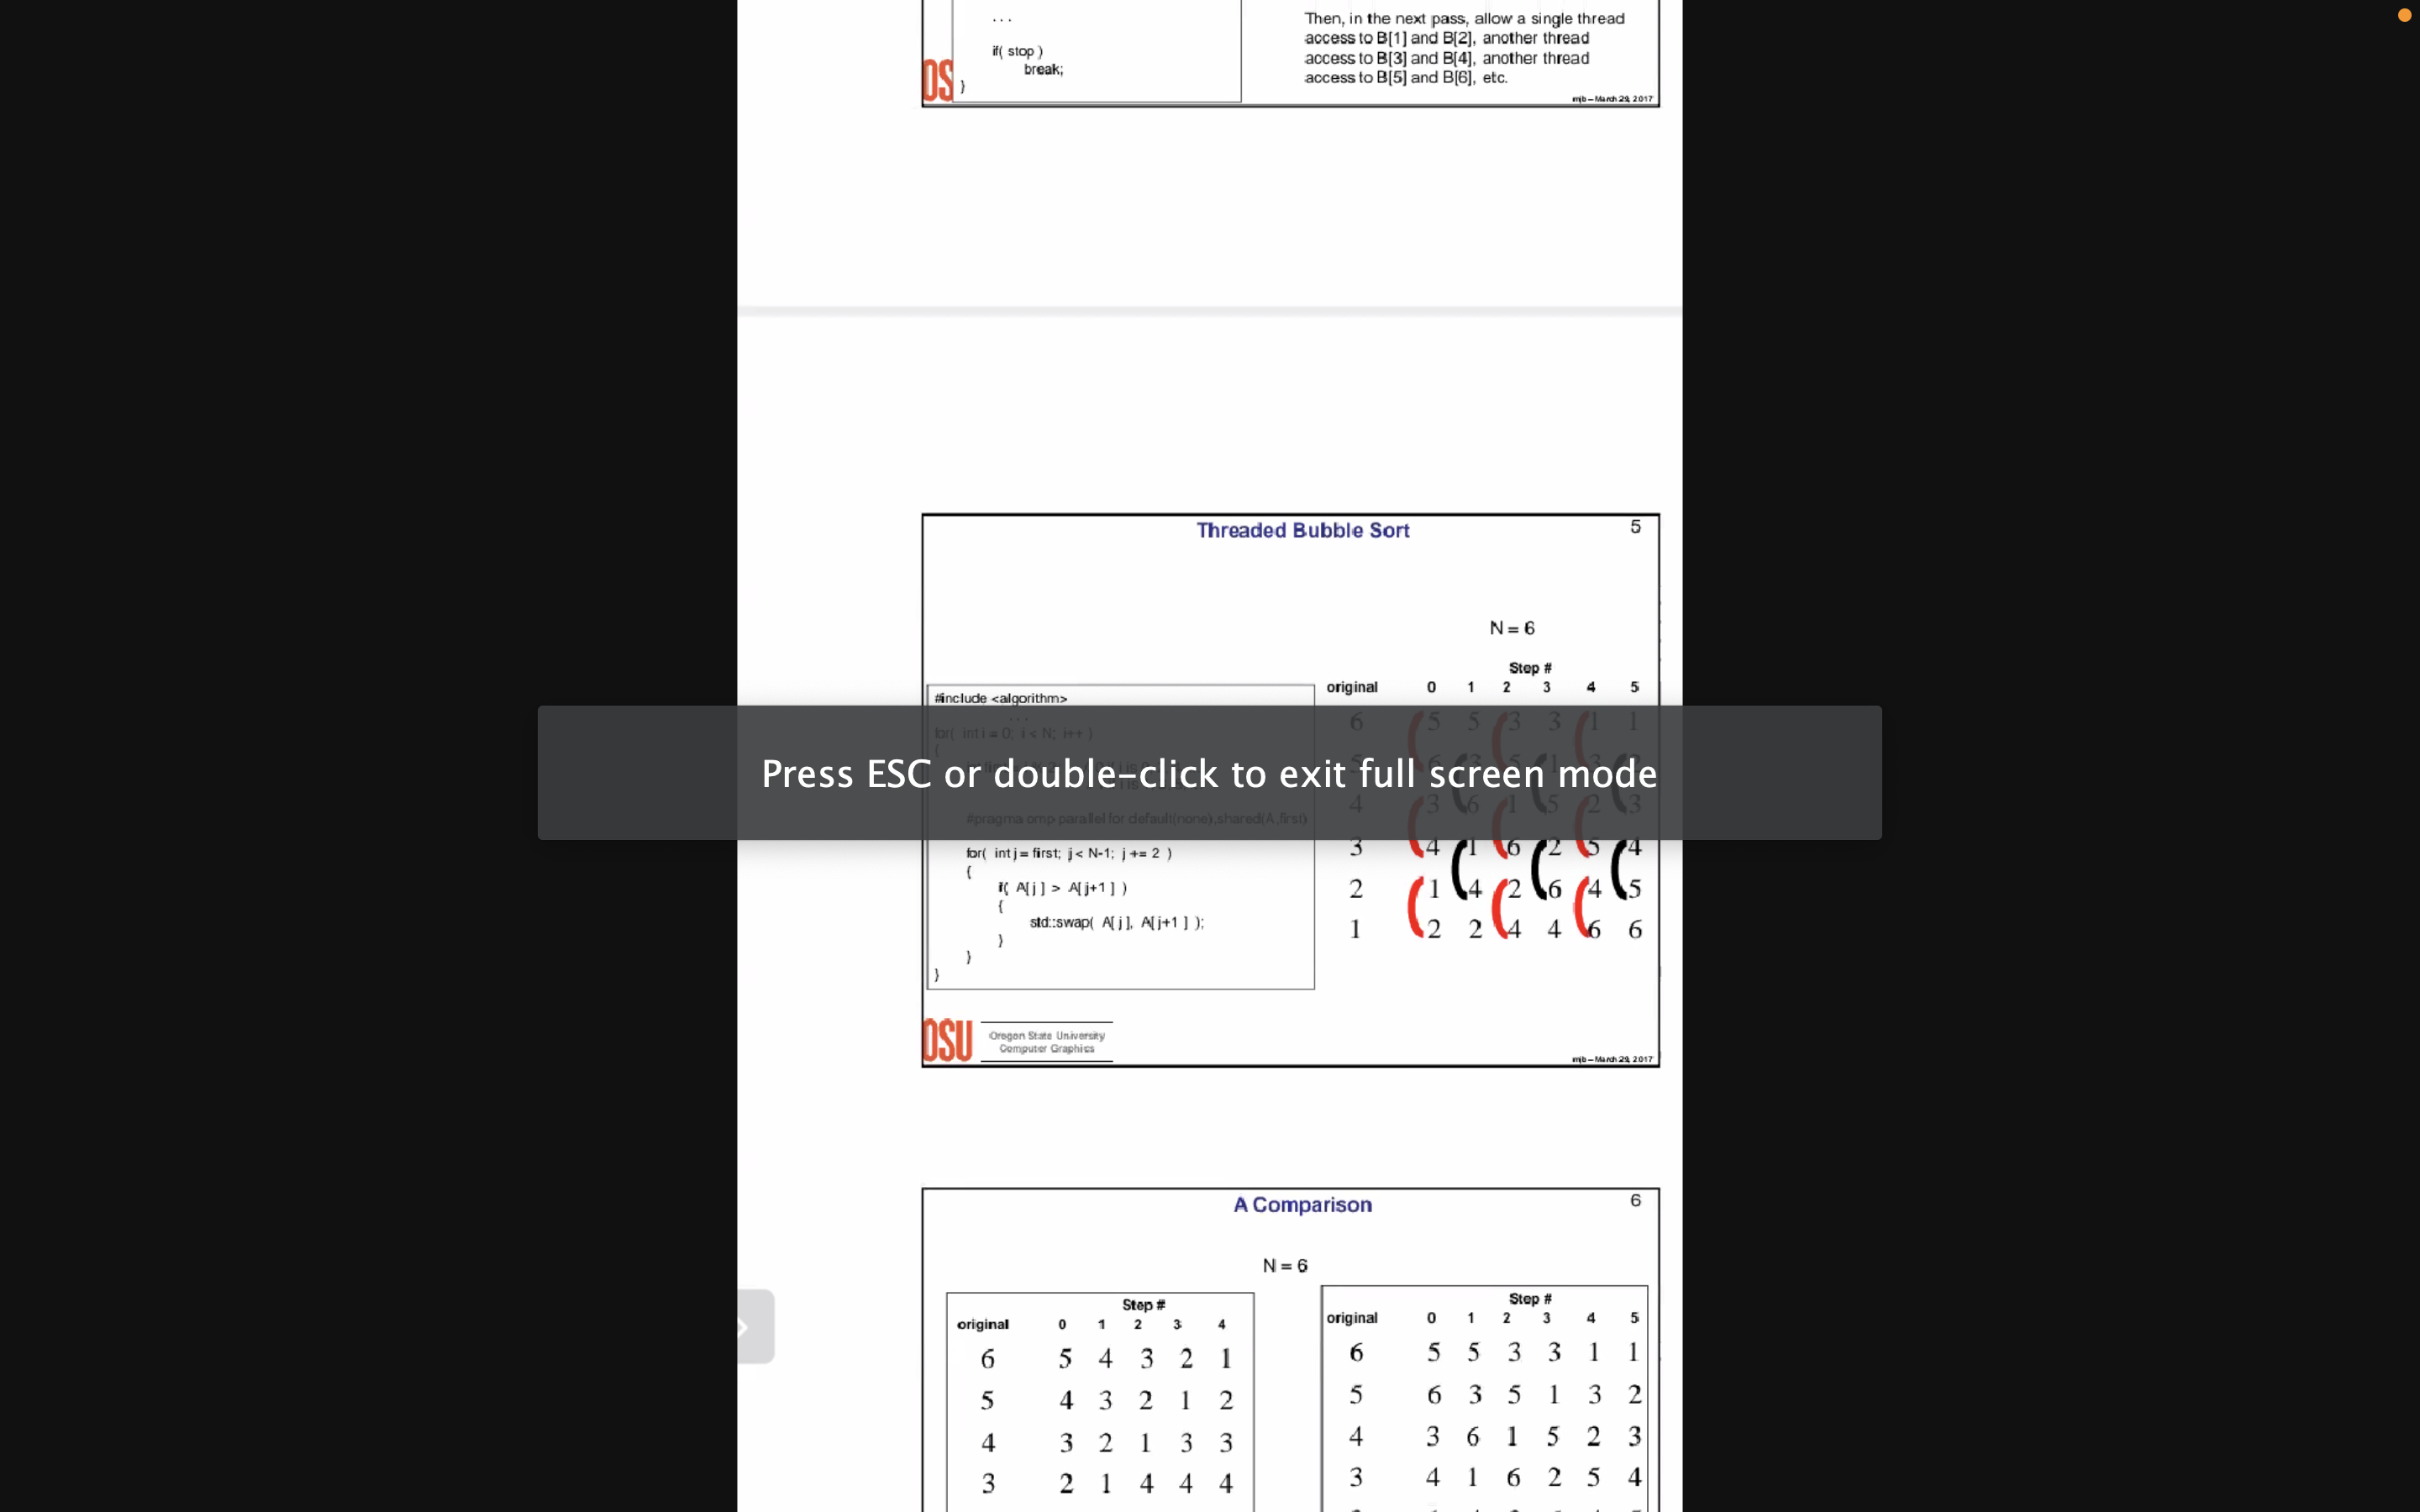 ...
if( stop )
break;
}
Then, in the next pass, allow a single thread
access to B[1] and B[2], another thread
access to B[3] and B[4], another thread
access to B[5] and B[6], etc.
OS
mjb – March 29, 2017
Threaded Bubble Sort
5
N = 6
Step #
original 0 1 2 3 4 5
6 5 5 3 3 1 1
4 3 6 1 5 2 3
3 4 1 6 2 5 4
2 1 4 2 6 4 5
1 2 2 4 4 6 6
#include <algorithm>
...
for( int i = 0; i < N; i++ )
{
#pragma omp parallel for default(none),shared(A,first)
for( int j = first; j < N-1; j += 2 )
{
if( A[ j ] > A[ j+1 ] )
{
std::swap( A[ j ], A[ j+1 ] );
}
}
}
Press ESC or double-click to exit full screen mode
OSU
Oregon State University
Computer Graphics
mjb – March 29, 2017
A Comparison
6
N = 6
Step #
original 0 1 2 3 4
6 5 4 3 2 1
5 4 3 2 1 2
4 3 2 1 3 3
3 2 1 4 4 4
Step #
original 0 1 2 3 4 5
6 5 5 3 3 1 1
5 6 3 5 1 3 2
4 3 6 1 5 2 3
3 4 1 6 2 5 4